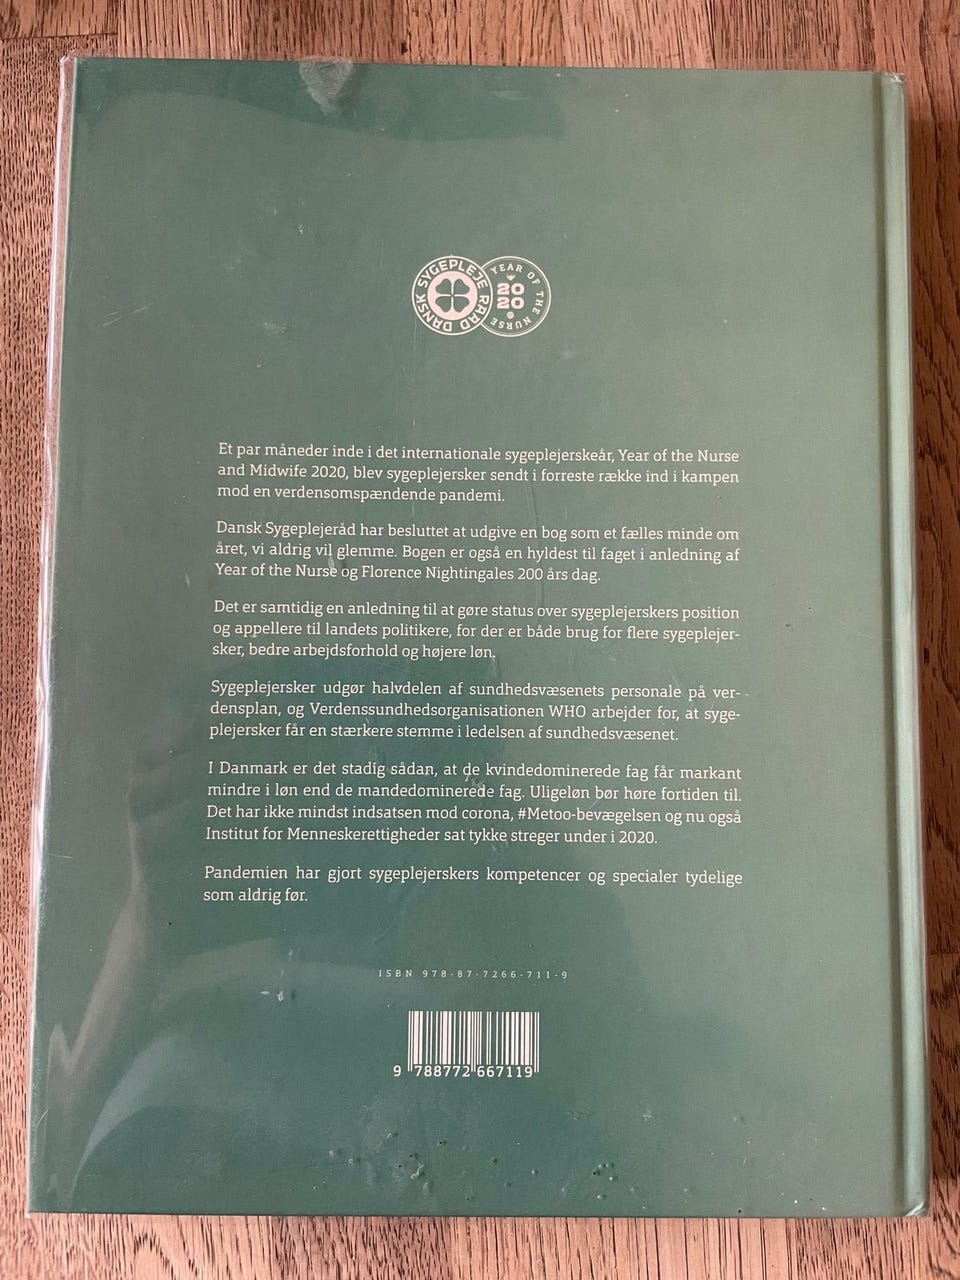 DANSK SYGEPLEJE RAAD
YEAR OF THE NURSE
20
20
Et par måneder inde i det internationale sygeplejerskeår, Year of the Nurse
and Midwife 2020, blev sygeplejersker sendt i forreste række ind i kampen
mod en verdensomspændende pandemi.
Dansk Sygeplejeråd har besluttet at udgive en bog som et fælles minde om
året, vi aldrig vil glemme. Bogen er også en hyldest til faget i anledning af
Year of the Nurse og Florence Nightingales 200 års dag.
Det er samtidig en anledning til at gøre status over sygeplejerskers position
og appellere til landets politikere, for der er både brug for flere sygeplejer-
sker, bedre arbejdsforhold og højere løn.
Sygeplejersker udgør halvdelen af sundhedsvæsenets personale på ver-
densplan, og Verdenssundhedsorganisationen WHO arbejder for, at syge-
plejersker får en stærkere stemme i ledelsen af sundhedsvæsenet.
I Danmark er det stadig sådan, at de kvindedominerede fag får markant
mindre i løn end de mandedominerede fag. Uligeløn bør høre fortiden til.
Det har ikke mindst indsatsen mod corona, #Metoo-bevægelsen og nu også
Institut for Menneskerettigheder sat tykke streger under i 2020.
Pandemien har gjort sygeplejerskers kompetencer og specialer tydelige
som aldrig før.
ISBN 978-87-7266-711-9
9 788772 667119